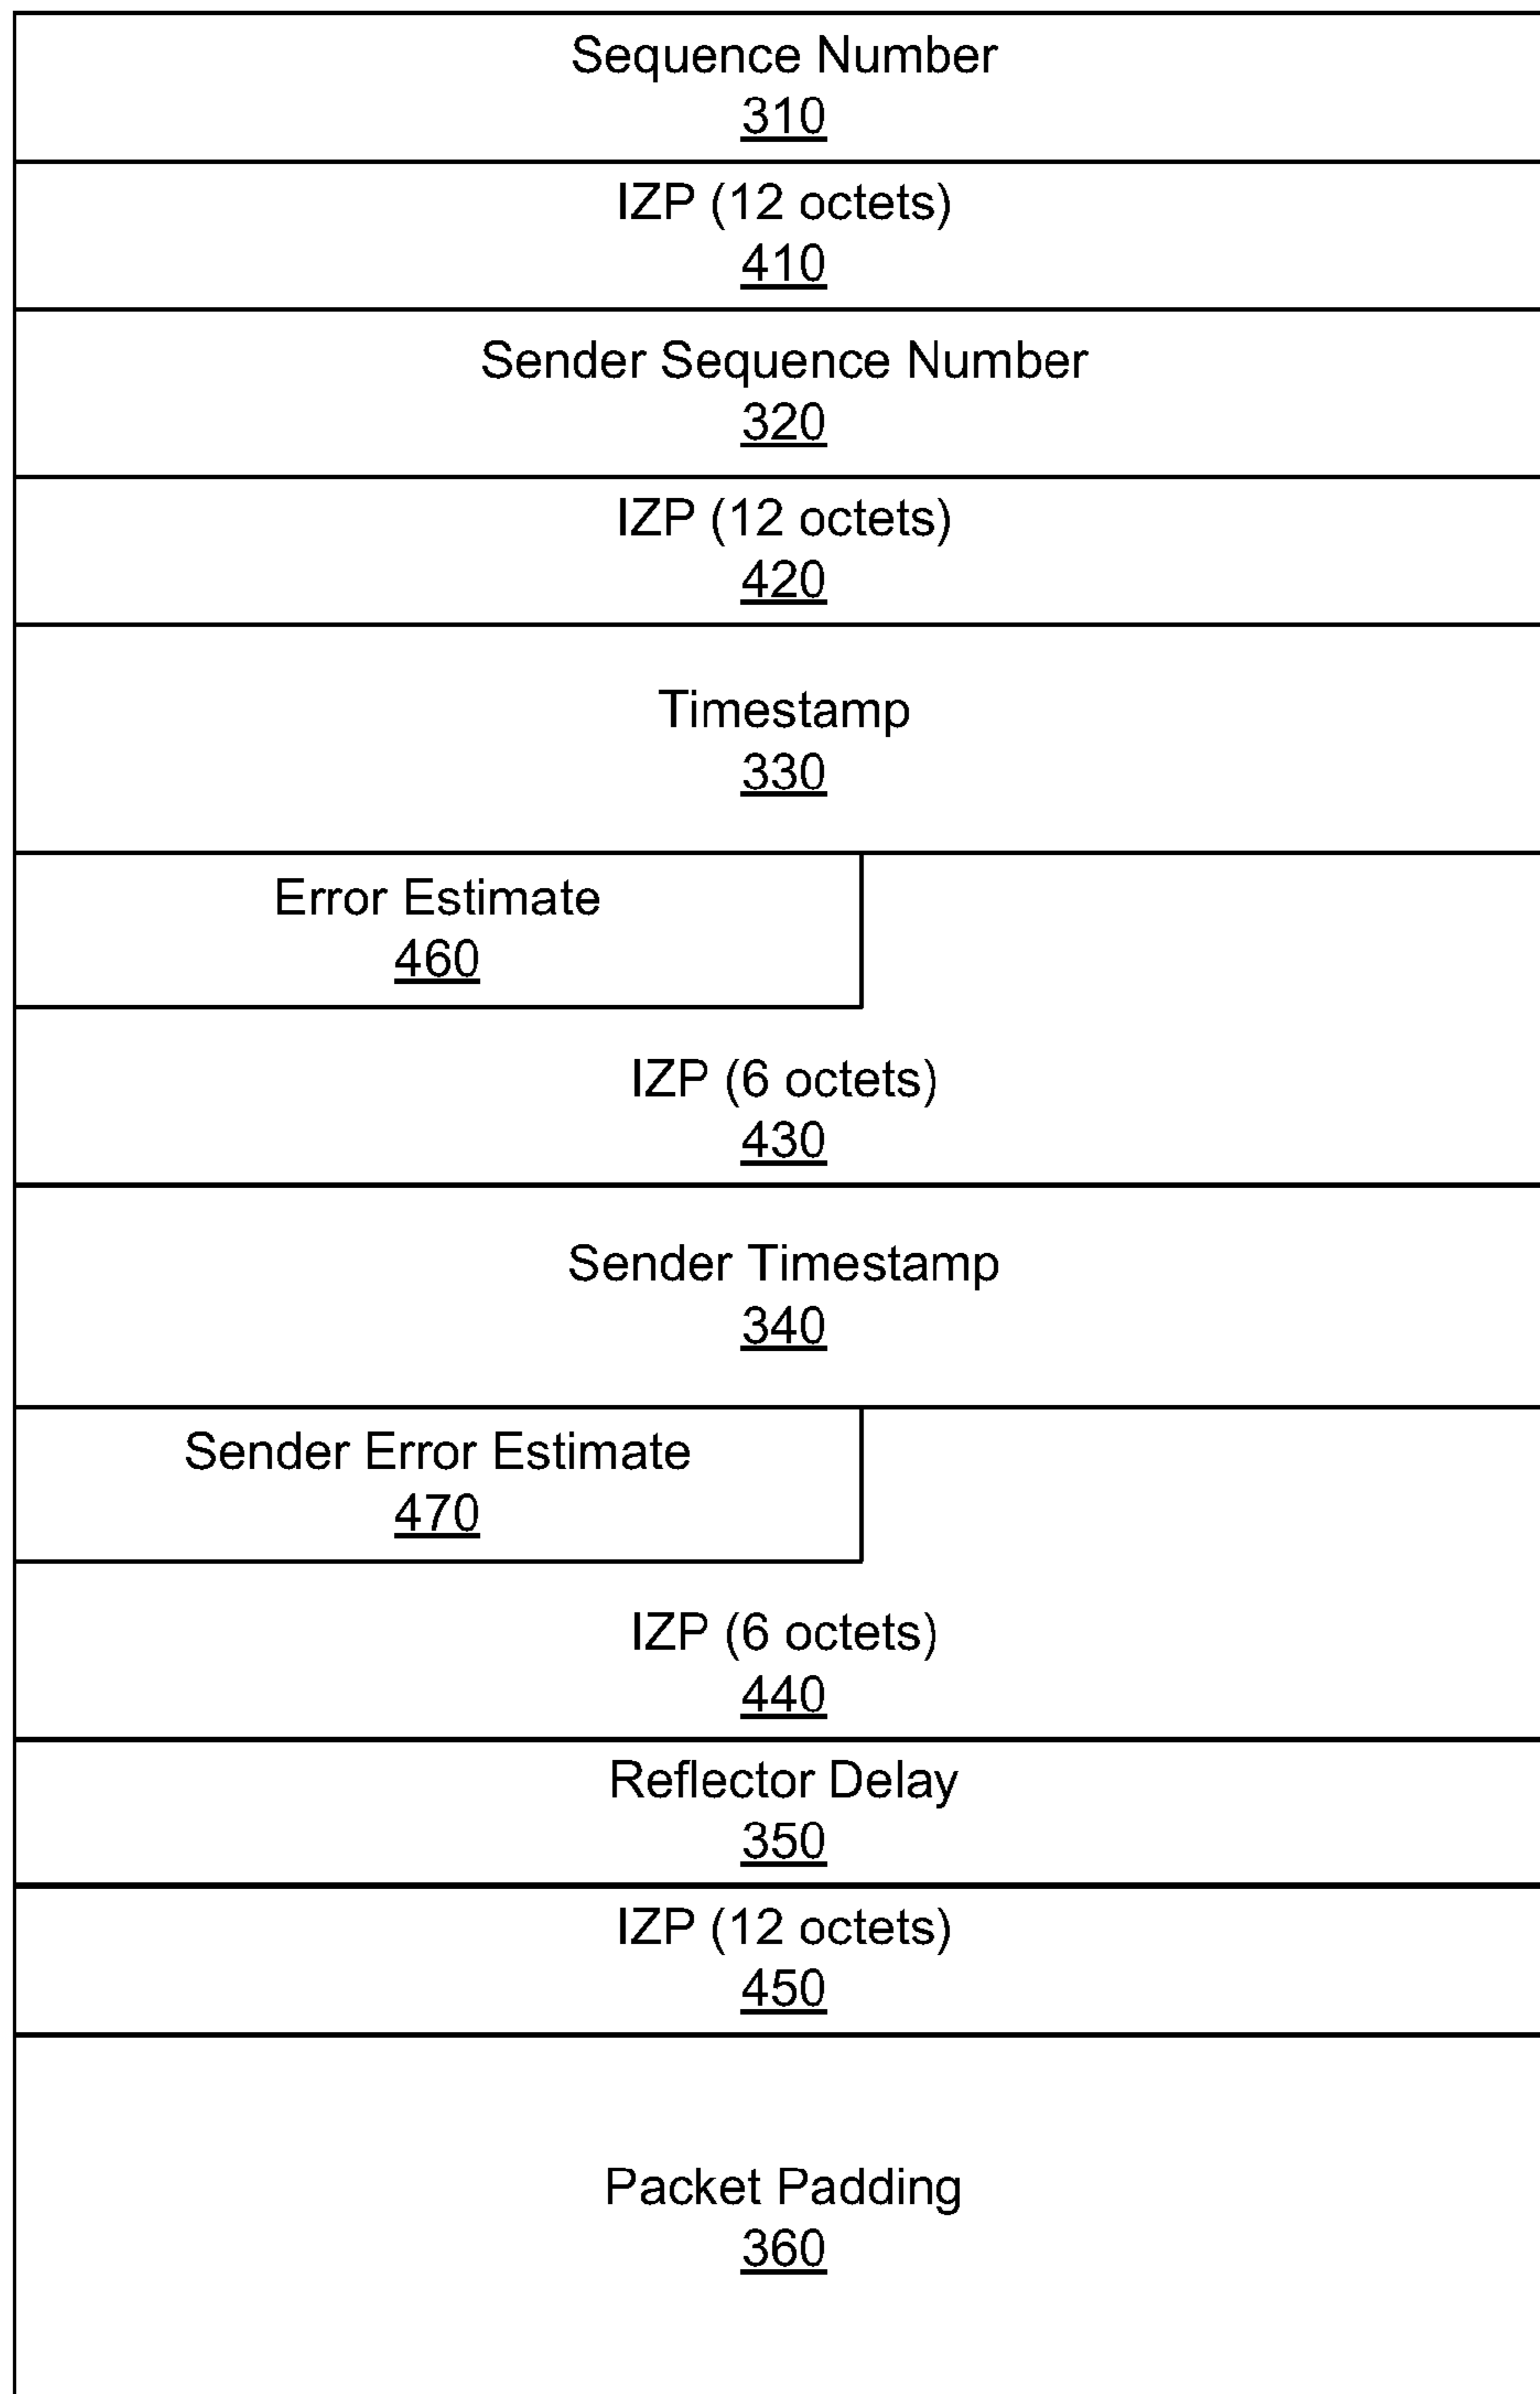 Sequence Number
310
IZP (12 octets)
410
Sender Sequence Number
320
IZP (12 octets)
420
Timestamp
330
Error Estimate
460
IZP (6 octets)
430
Sender Timestamp
340
Sender Error Estimate
470
IZP (6 octets)
440
Reflector Delay
350
IZP (12 octets)
450
Packet Padding
360